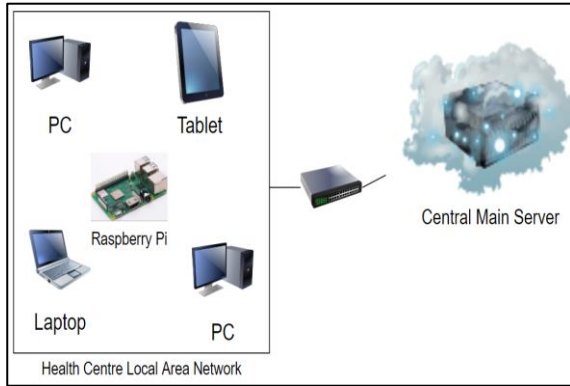 PC
Tablet
Raspberry Pi
Central Main Server
Laptop
PC
Health Centre Local Area Network